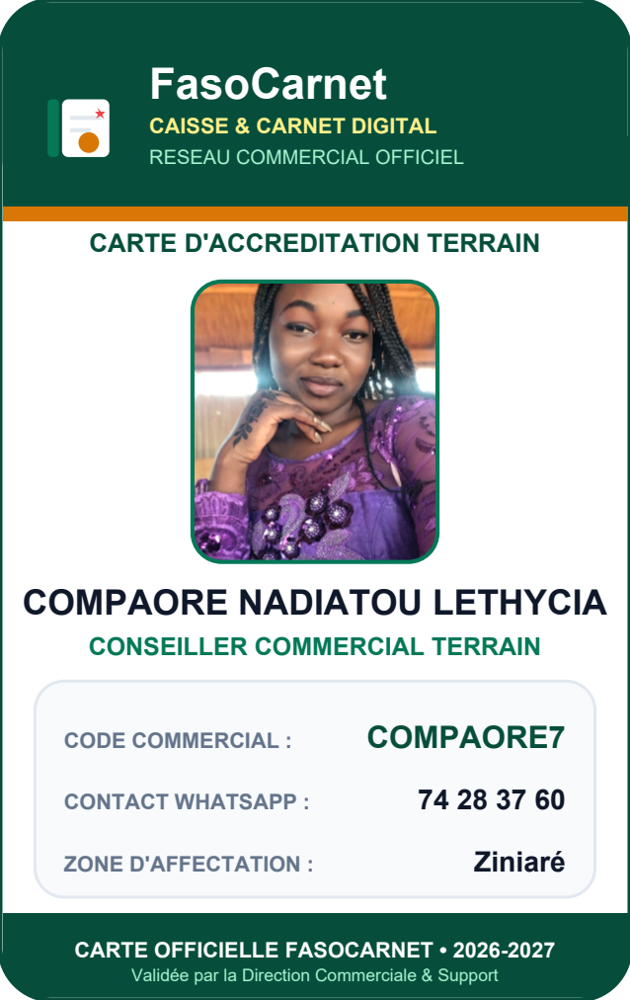 FasoCarnet
CAISSE & CARNET DIGITAL
RESEAU COMMERCIAL OFFICIEL
CARTE D'ACCREDITATION TERRAIN
COMPAORE NADIATOU LETHYCIA
CONSEILLER COMMERCIAL TERRAIN
CODE COMMERCIAL : COMPAORE7
CONTACT WHATSAPP : 74 28 37 60
ZONE D'AFFECTATION : Ziniaré
CARTE OFFICIELLE FASOCARNET • 2026-2027
Validée par la Direction Commerciale & Support